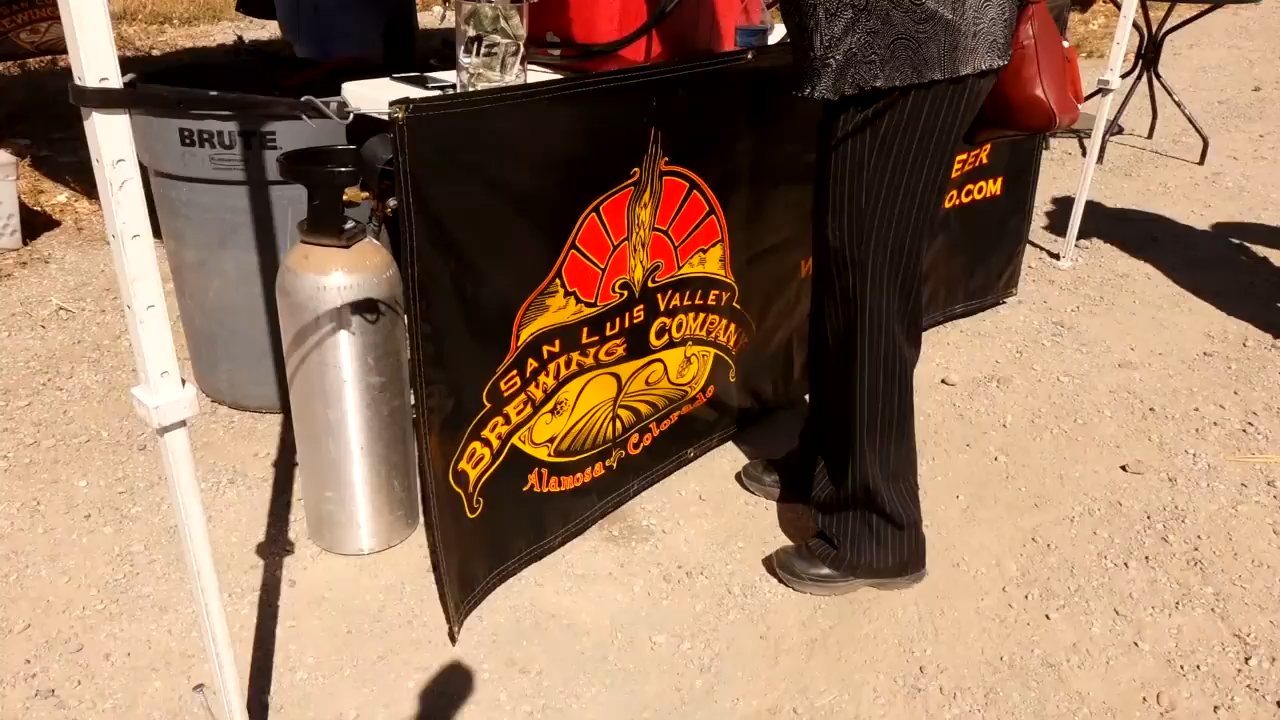 BRUTE
SAN LUIS VALLEY
BREWING COMPANY
Alamosa Colorado
EER
O.COM